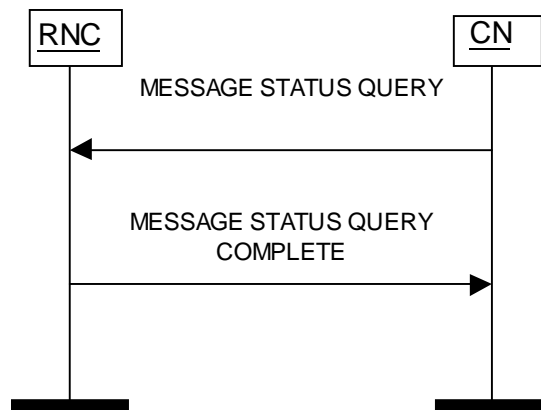 RNC
CN
MESSAGE STATUS QUERY
MESSAGE STATUS QUERY
COMPLETE